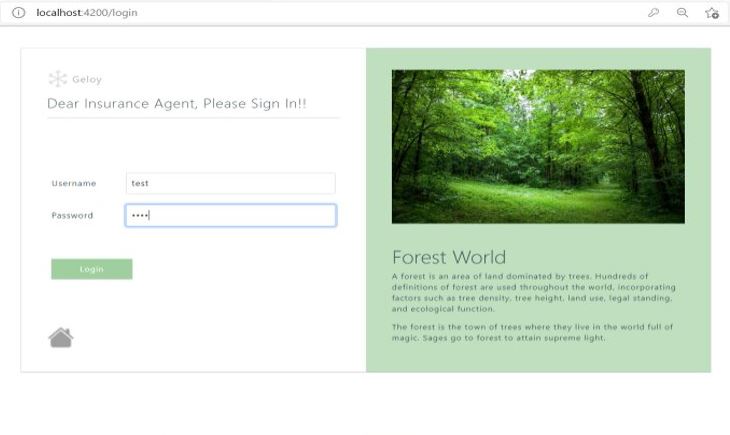 localhost:4200/login
Geloy
Dear Insurance Agent, Please Sign In!!
Username
test
Password
••••
Login
Forest World
A forest is an area of land dominated by trees. Hundreds of
definitions of forest are used throughout the world, incorporating
factors such as tree density, tree height, land use, legal standing,
and ecological function.
The forest is the town of trees where they live in the world full of
magic. Sages go to forest to attain supreme light.